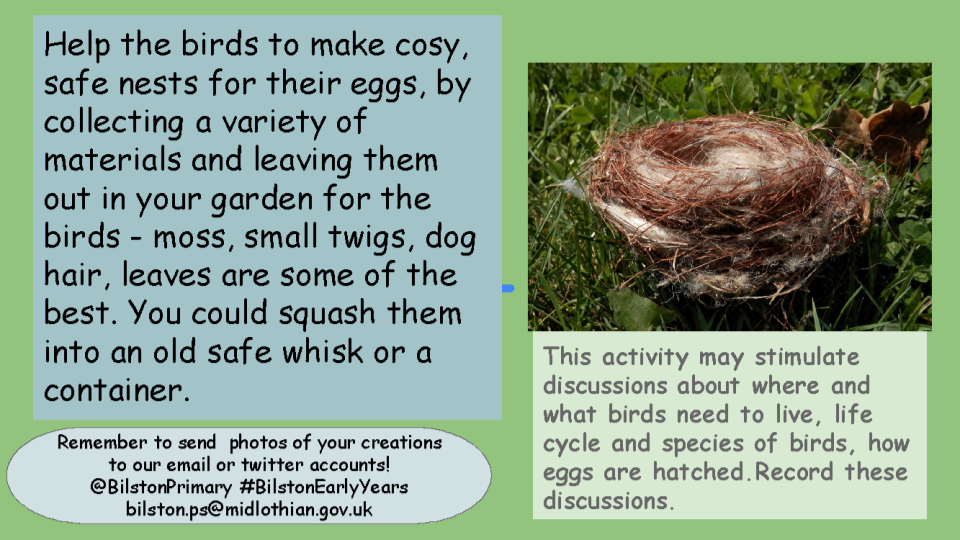 Help the birds to make cosy,
safe nests for their eggs, by
collecting a variety of
materials and leaving them
out in your garden for the
birds - moss, small twigs, dog
hair, leaves are some of the
best. You could squash them
into an old safe whisk or a
container.
Remember to send  photos of your creations
to our email or twitter accounts!
@BilstonPrimary #BilstonEarlyYears
bilston.ps@midlothian.gov.uk
This activity may stimulate
discussions about where and
what birds need to live, life
cycle and species of birds, how
eggs are hatched.Record these
discussions.